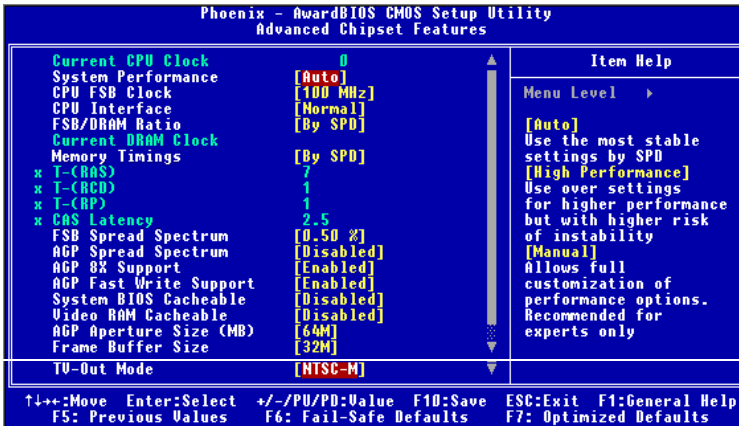 Phoenix - AwardBIOS CMOS Setup Utility
Advanced Chipset Features
Current CPU Clock 0
System Performance [Auto]
CPU FSB Clock [100 MHz]
CPU Interface [Normal]
FSB/DRAM Ratio [By SPD]
Current DRAM Clock
Memory Timings [By SPD]
x T-(RAS) 7
x T-(RCD) 1
x T-(RP) 1
x CAS Latency 2.5
FSB Spread Spectrum [0.50 %]
AGP Spread Spectrum [Disabled]
AGP 8X Support [Enabled]
AGP Fast Write Support [Enabled]
System BIOS Cacheable [Disabled]
Video RAM Cacheable [Disabled]
AGP Aperture Size (MB) [64M]
Frame Buffer Size [32M]
TV-Out Mode [NTSC-M]
Item Help
Menu Level
[Auto]
Use the most stable
settings by SPD
[High Performance]
Use over settings
for higher performance
but with higher risk
of instability
[Manual]
Allows full
customization of
performance options.
Recommended for
experts only
↑↓→←:Move Enter:Select +/-/PU/PD:Value F10:Save ESC:Exit F1:General Help
F5: Previous Values F6: Fail-Safe Defaults F7: Optimized Defaults